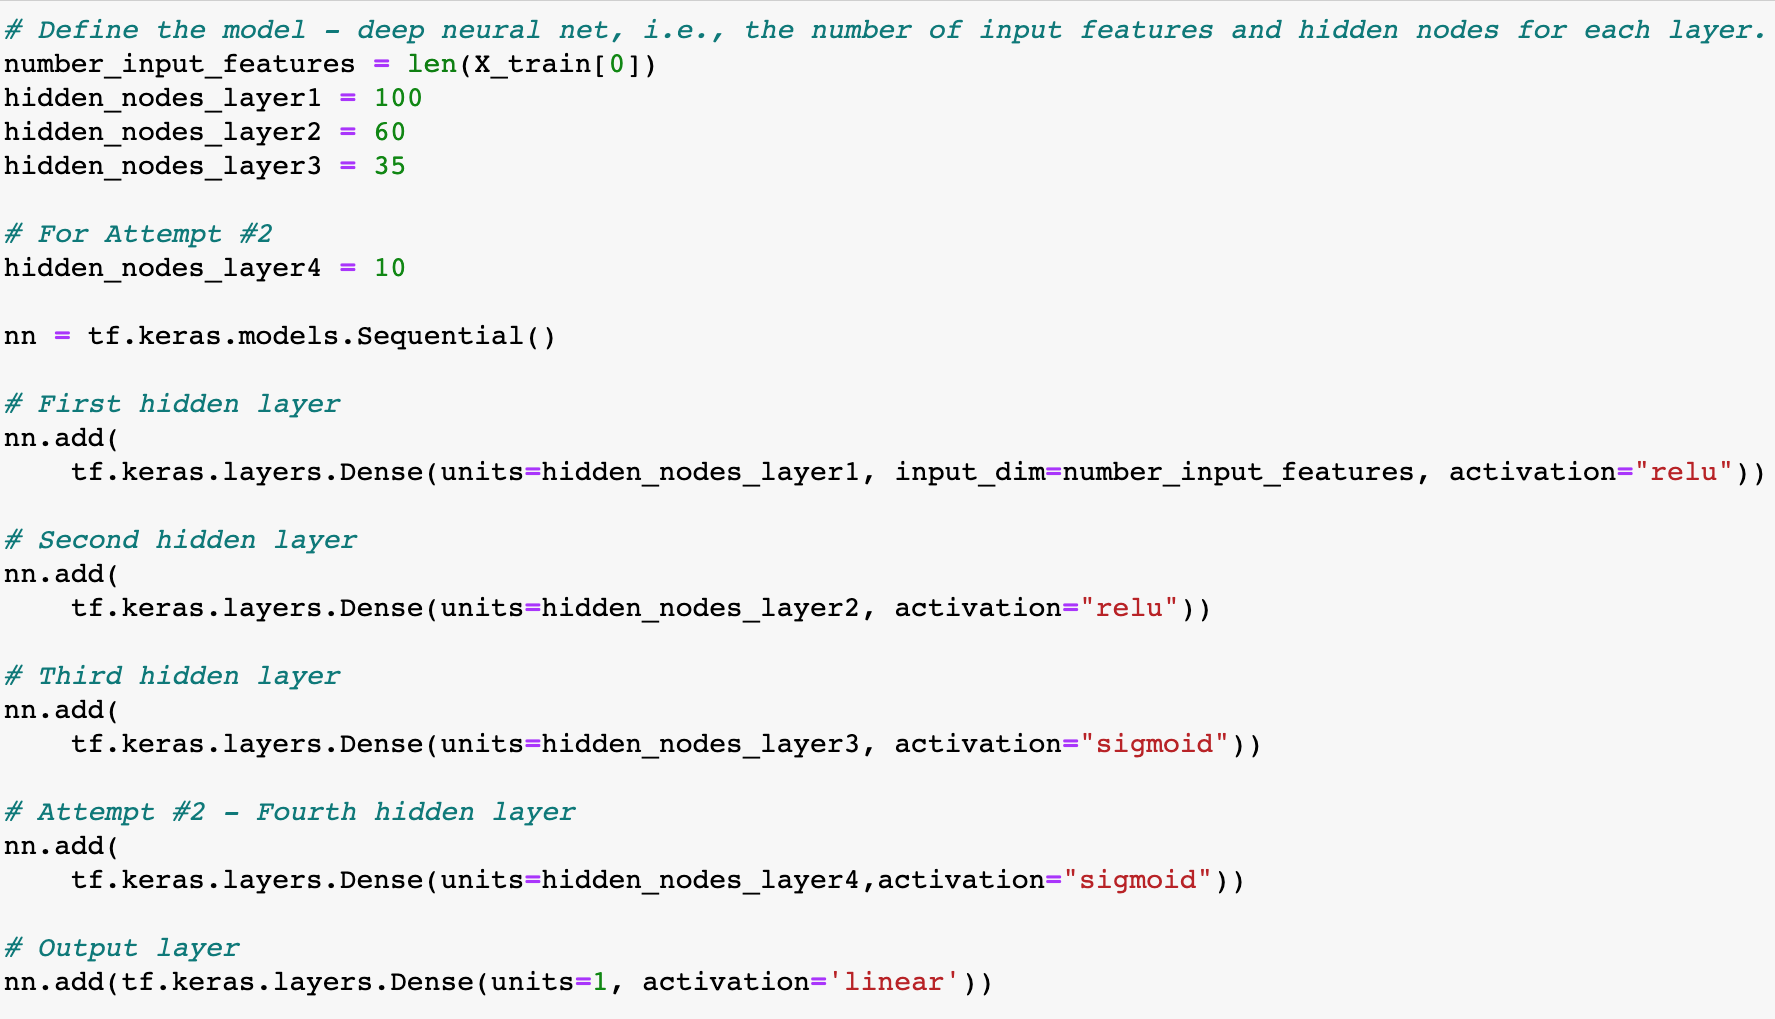 # Define the model - deep neural net, i.e., the number of input features and hidden nodes for each layer.
number_input_features = len(X_train[0])
hidden_nodes_layer1 = 100
hidden_nodes_layer2 = 60
hidden_nodes_layer3 = 35

# For Attempt #2
hidden_nodes_layer4 = 10

nn = tf.keras.models.Sequential()

# First hidden layer
nn.add(
    tf.keras.layers.Dense(units=hidden_nodes_layer1, input_dim=number_input_features, activation="relu"))

# Second hidden layer
nn.add(
    tf.keras.layers.Dense(units=hidden_nodes_layer2, activation="relu"))

# Third hidden layer
nn.add(
    tf.keras.layers.Dense(units=hidden_nodes_layer3, activation="sigmoid"))

# Attempt #2 - Fourth hidden layer
nn.add(
    tf.keras.layers.Dense(units=hidden_nodes_layer4,activation="sigmoid"))

# Output layer
nn.add(tf.keras.layers.Dense(units=1, activation='linear'))